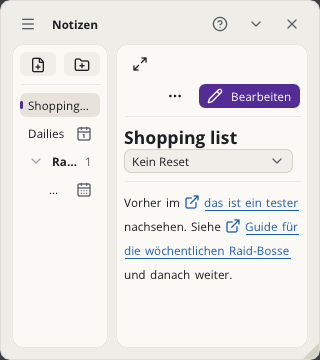 Notizen
Shopping...
Dailies
Ra... 1
...
Bearbeiten
Shopping list
Kein Reset
Vorher im das ist ein tester
nachsehen. Siehe Guide für
die wöchentlichen Raid-Bosse
und danach weiter.